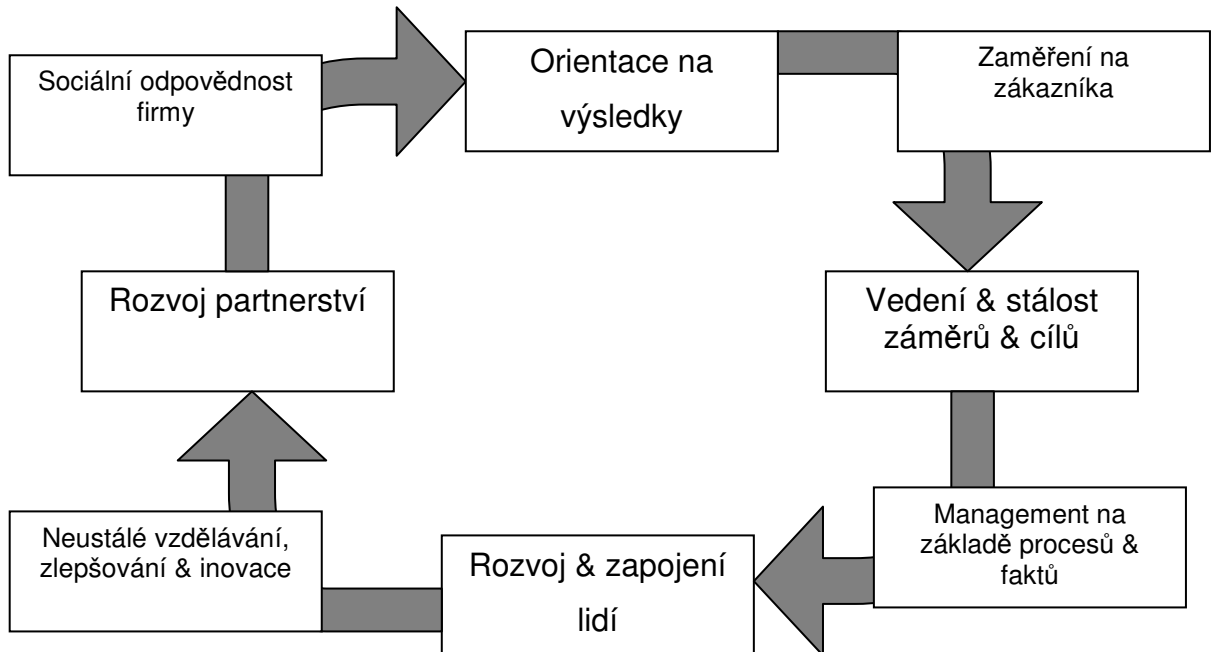 Sociální odpovědnost
firmy
Orientace na
výsledky
Zaměření na
zákazníka
Rozvoj partnerství
Vedení & stálost
záměrů & cílů
Neustálé vzdělávání,
zlepšování & inovace
Rozvoj & zapojení
lidí
Management na
základě procesů &
faktů